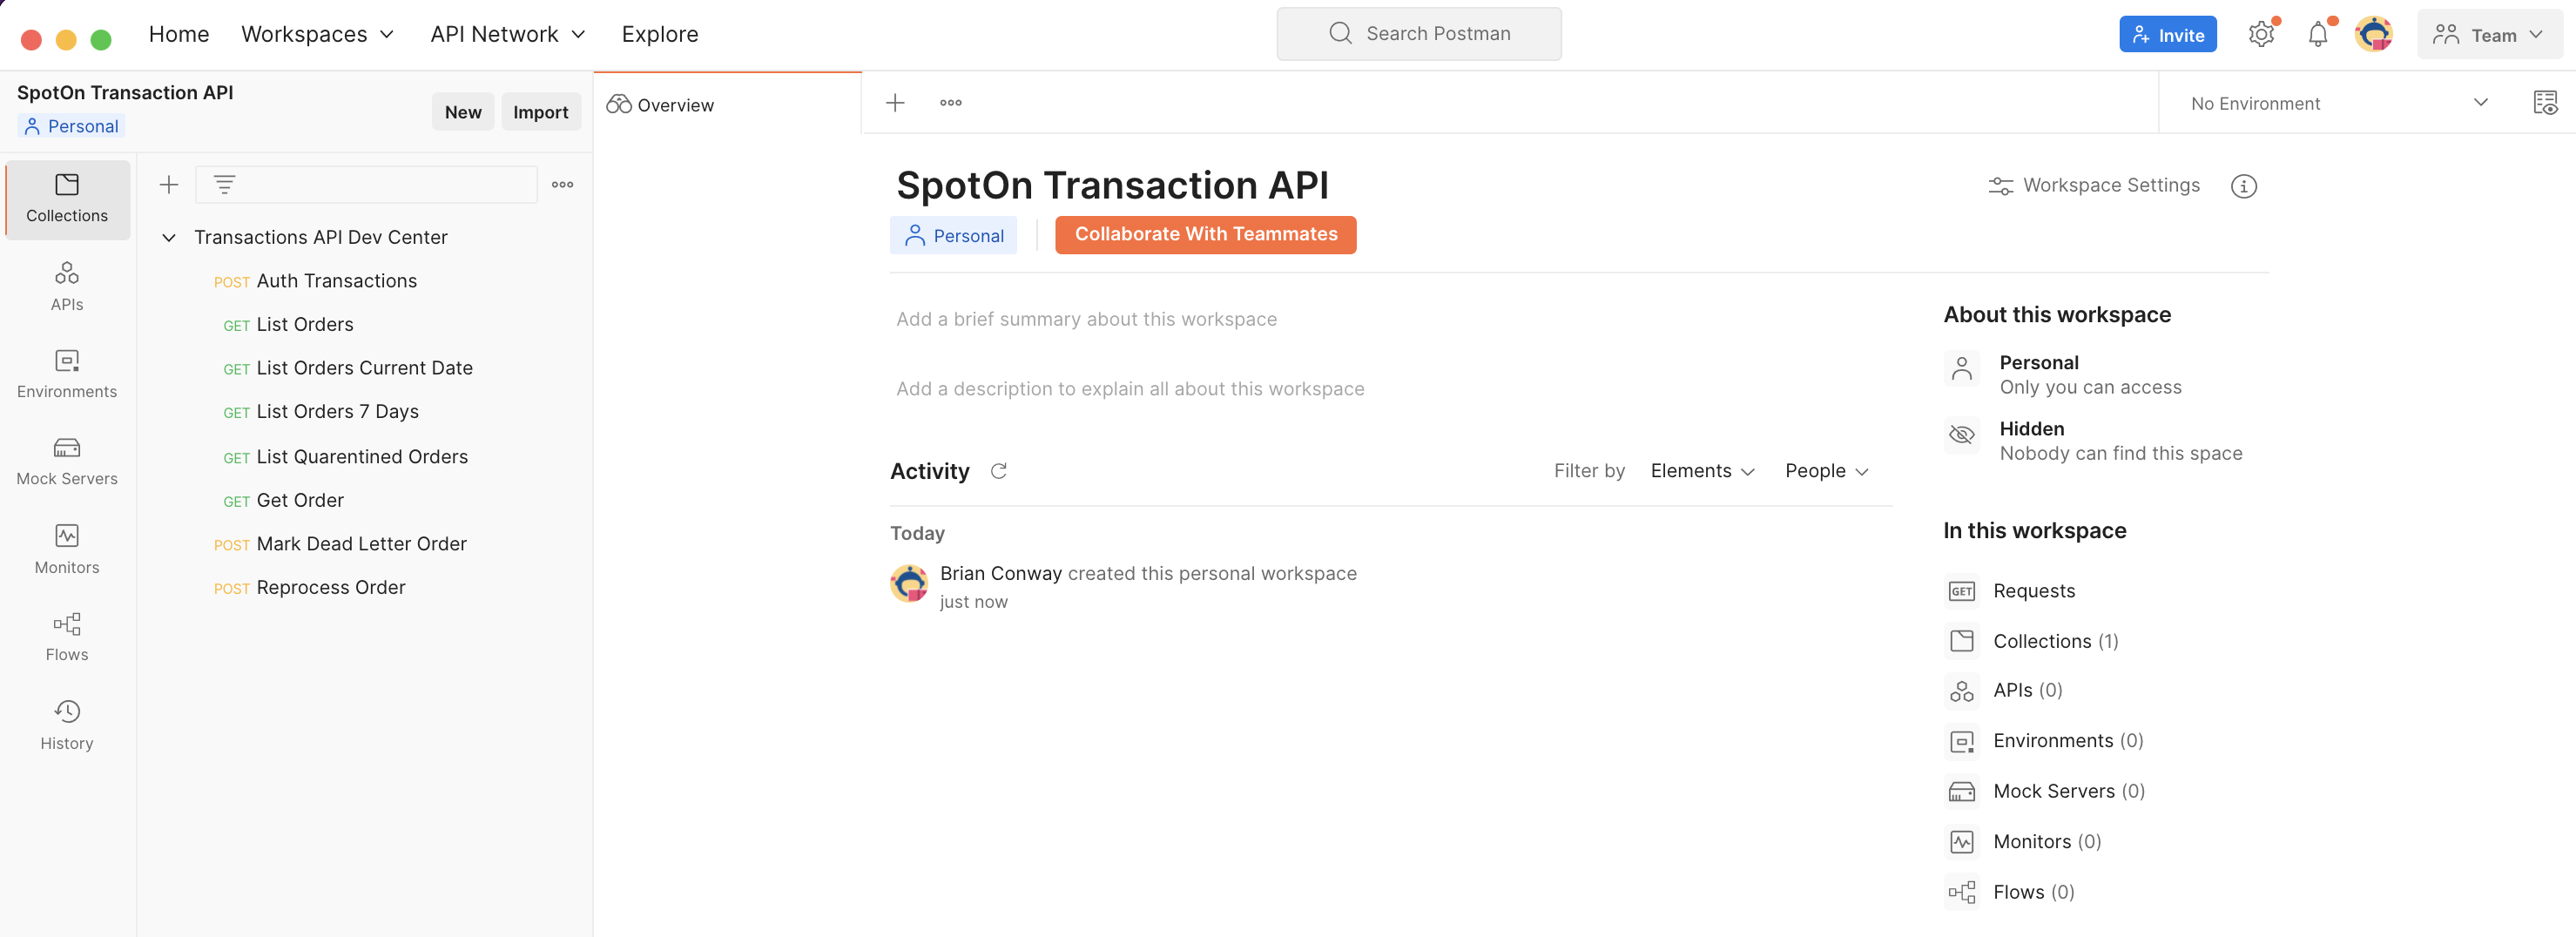 Home Workspaces API Network Explore Search Postman Invite Team
SpotOn Transaction API
Personal
New Import
Overview
No Environment
Collections
APIs
Environments
Mock Servers
Monitors
Flows
History
Transactions API Dev Center
POST Auth Transactions
GET List Orders
GET List Orders Current Date
GET List Orders 7 Days
GET List Quarentined Orders
GET Get Order
POST Mark Dead Letter Order
POST Reprocess Order
SpotOn Transaction API
Workspace Settings
Personal Collaborate With Teammates
Add a brief summary about this workspace
Add a description to explain all about this workspace
Activity Filter by Elements People
Today
Brian Conway created this personal workspace
just now
About this workspace
Personal
Only you can access
Hidden
Nobody can find this space
In this workspace
GET Requests
Collections (1)
APIs (0)
Environments (0)
Mock Servers (0)
Monitors (0)
Flows (0)